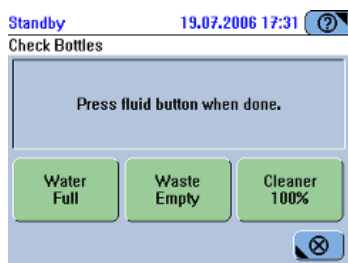 Standby 19.07.2006 17:31 ?
Check Bottles
Press fluid button when done.
Water Waste Cleaner
Full Empty 100%